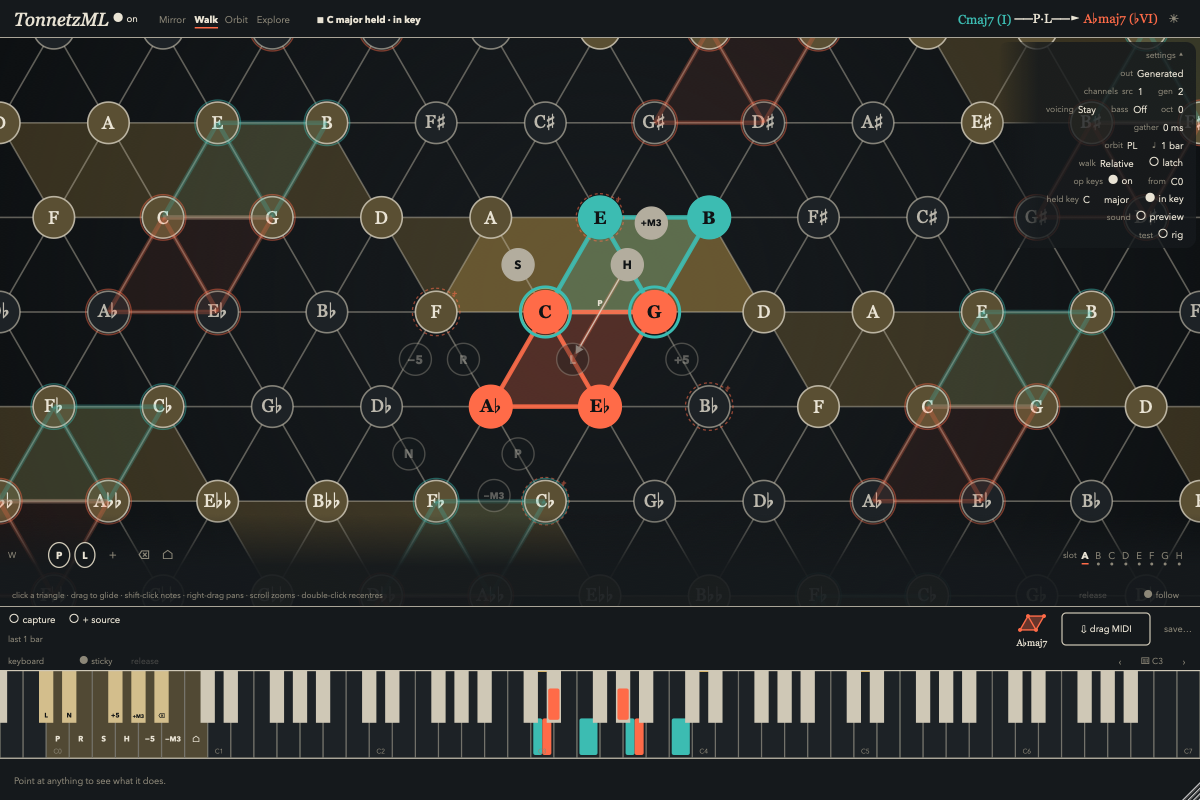 TonnetzML on Mirror Walk Orbit Explore ■ C major held · in key Cmaj7 (I) P·L A♭maj7 (♭VI)
settings
out Generated
channels src 1 gen 2
D A E B F♯ C♯ G♯ D♯ A♯ E♯ B♯
voicing Stay bass Off oct 0
gather 0 ms
orbit PL ♩ 1 bar
walk Relative latch
op keys on from C0
held key C major in key
F C G D A E +M3 B F♯ C♯ G♯
sound preview
test rig
S H
P
A♭ E♭ B♭ F C G D A E B
−5 R L +5
F♭ C♭ G♭ D♭ A♭ E♭ B♭ F C G D
N P
−M3
A♭♭ E♭♭ B♭♭ F♭ C♭ G♭ D♭ A♭ E♭ B♭
W P L +
slot A B C D E F G H
click a triangle · drag to glide · shift-click notes · right-drag pans · scroll zooms · double-click recentres
release follow
capture + source
last 1 bar
A♭maj7
⇩ drag MIDI
save…
keyboard sticky release
‹ C3 ›
L N +5 +M3
P R S H −5 −M3
C0 C1 C2 C4 C5 C6 C7
Point at anything to see what it does.